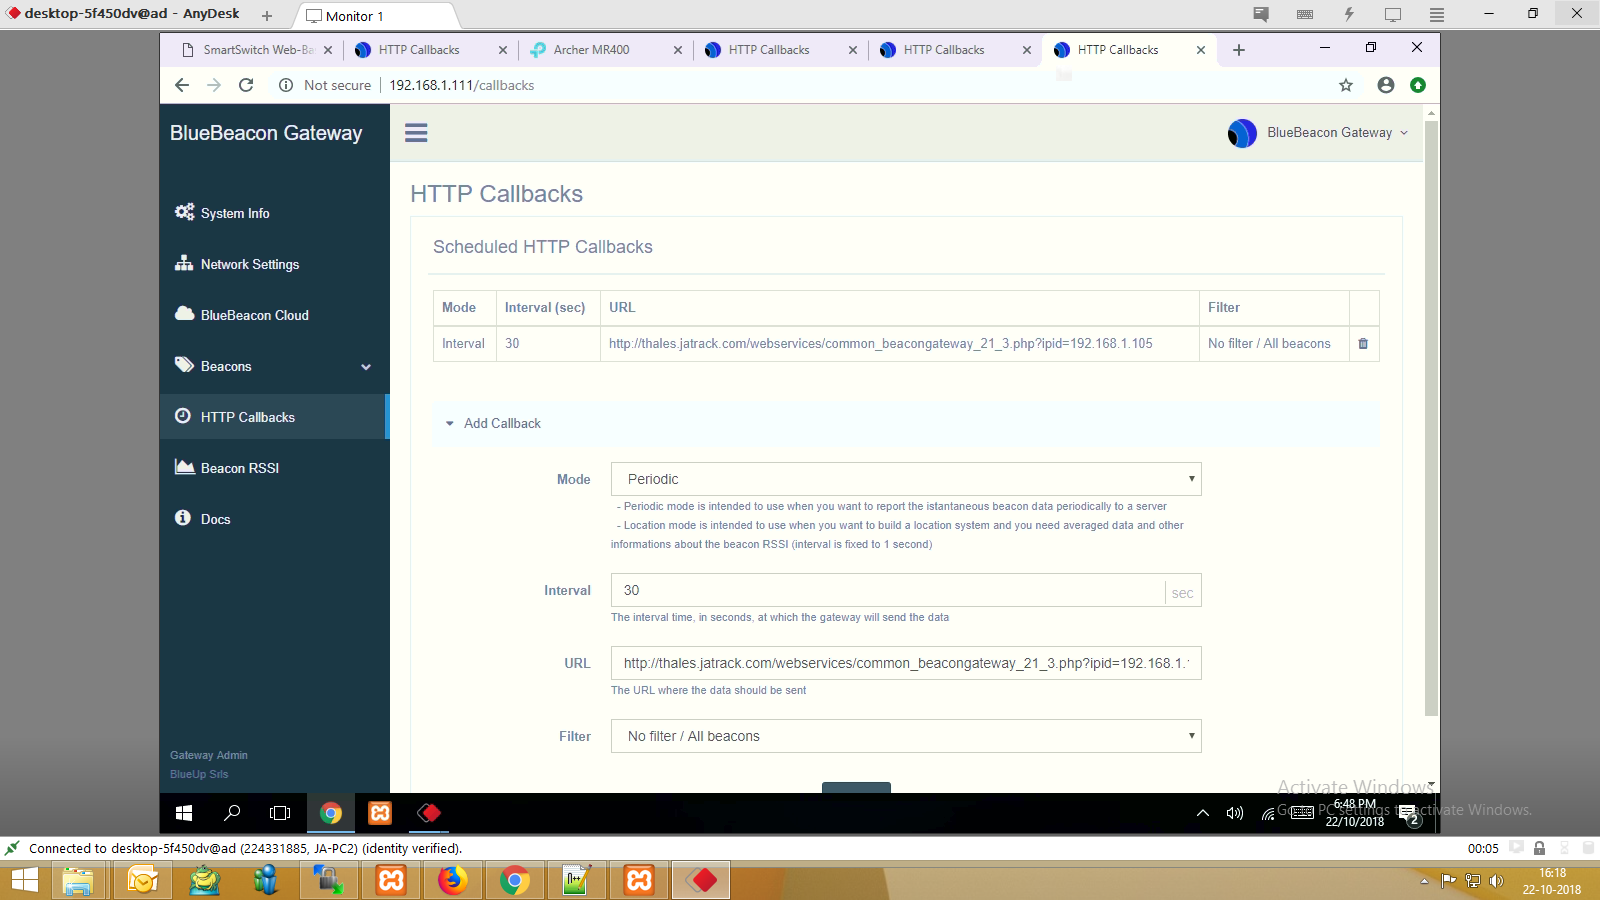 desktop-5f450dv@ad - AnyDesk
Monitor 1
SmartSwitch Web-Ba
HTTP Callbacks
Archer MR400
HTTP Callbacks
HTTP Callbacks
HTTP Callbacks
Not secure
192.168.1.111/callbacks
BlueBeacon Gateway
BlueBeacon Gateway
System Info
Network Settings
BlueBeacon Cloud
Beacons
HTTP Callbacks
Beacon RSSI
Docs
Gateway Admin
BlueUp Srls
HTTP Callbacks
Scheduled HTTP Callbacks
Mode Interval (sec) URL Filter
Interval 30 http://thales.jatrack.com/webservices/common_beacongateway_21_3.php?ipid=192.168.1.105 No filter / All beacons
Add Callback
Mode Periodic
- Periodic mode is intended to use when you want to report the istantaneous beacon data periodically to a server
- Location mode is intended to use when you want to build a location system and you need averaged data and other
informations about the beacon RSSI (interval is fixed to 1 second)
Interval 30 sec
The interval time, in seconds, at which the gateway will send the data
URL http://thales.jatrack.com/webservices/common_beacongateway_21_3.php?ipid=192.168.1.
The URL where the data should be sent
Filter No filter / All beacons
Activate Windows
PC settings activate Windows.
6:48 PM
22/10/2018
2
Connected to desktop-5f450dv@ad (224331885, JA-PC2) (identity verified).
00:05
16:18
22-10-2018